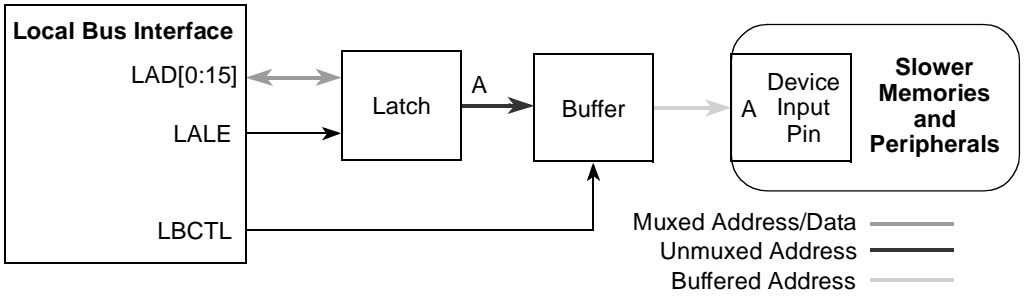 Local Bus Interface
LAD[0:15]
LALE
LBCTL
Latch
A
Buffer
A
Device
Input
Pin
Slower
Memories
and
Peripherals
Muxed Address/Data
Unmuxed Address
Buffered Address